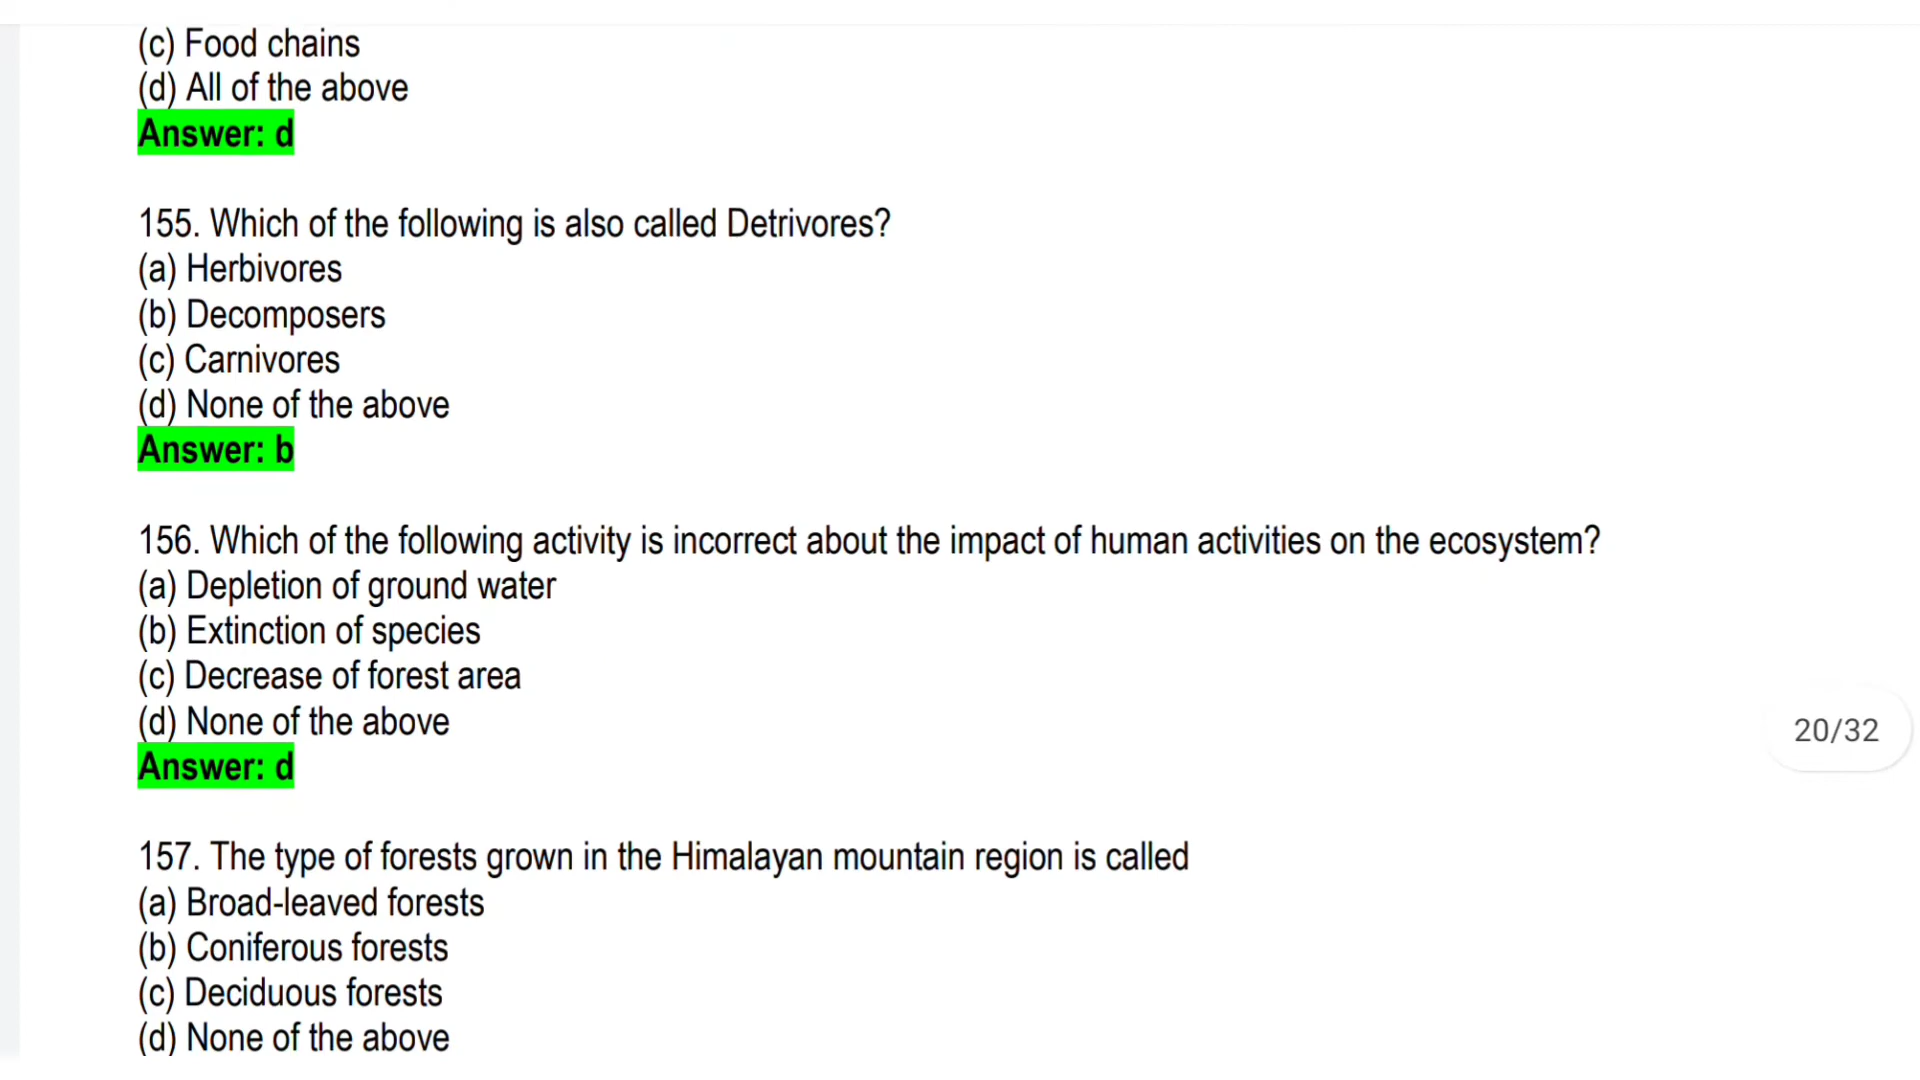 (c) Food chains
(d) All of the above
Answer: d
155. Which of the following is also called Detrivores?
(a) Herbivores
(b) Decomposers
(c) Carnivores
(d) None of the above
Answer: b
156. Which of the following activity is incorrect about the impact of human activities on the ecosystem?
(a) Depletion of ground water
(b) Extinction of species
(c) Decrease of forest area
(d) None of the above
20/32
Answer: d
157. The type of forests grown in the Himalayan mountain region is called
(a) Broad-leaved forests
(b) Coniferous forests
(c) Deciduous forests
(d) None of the above